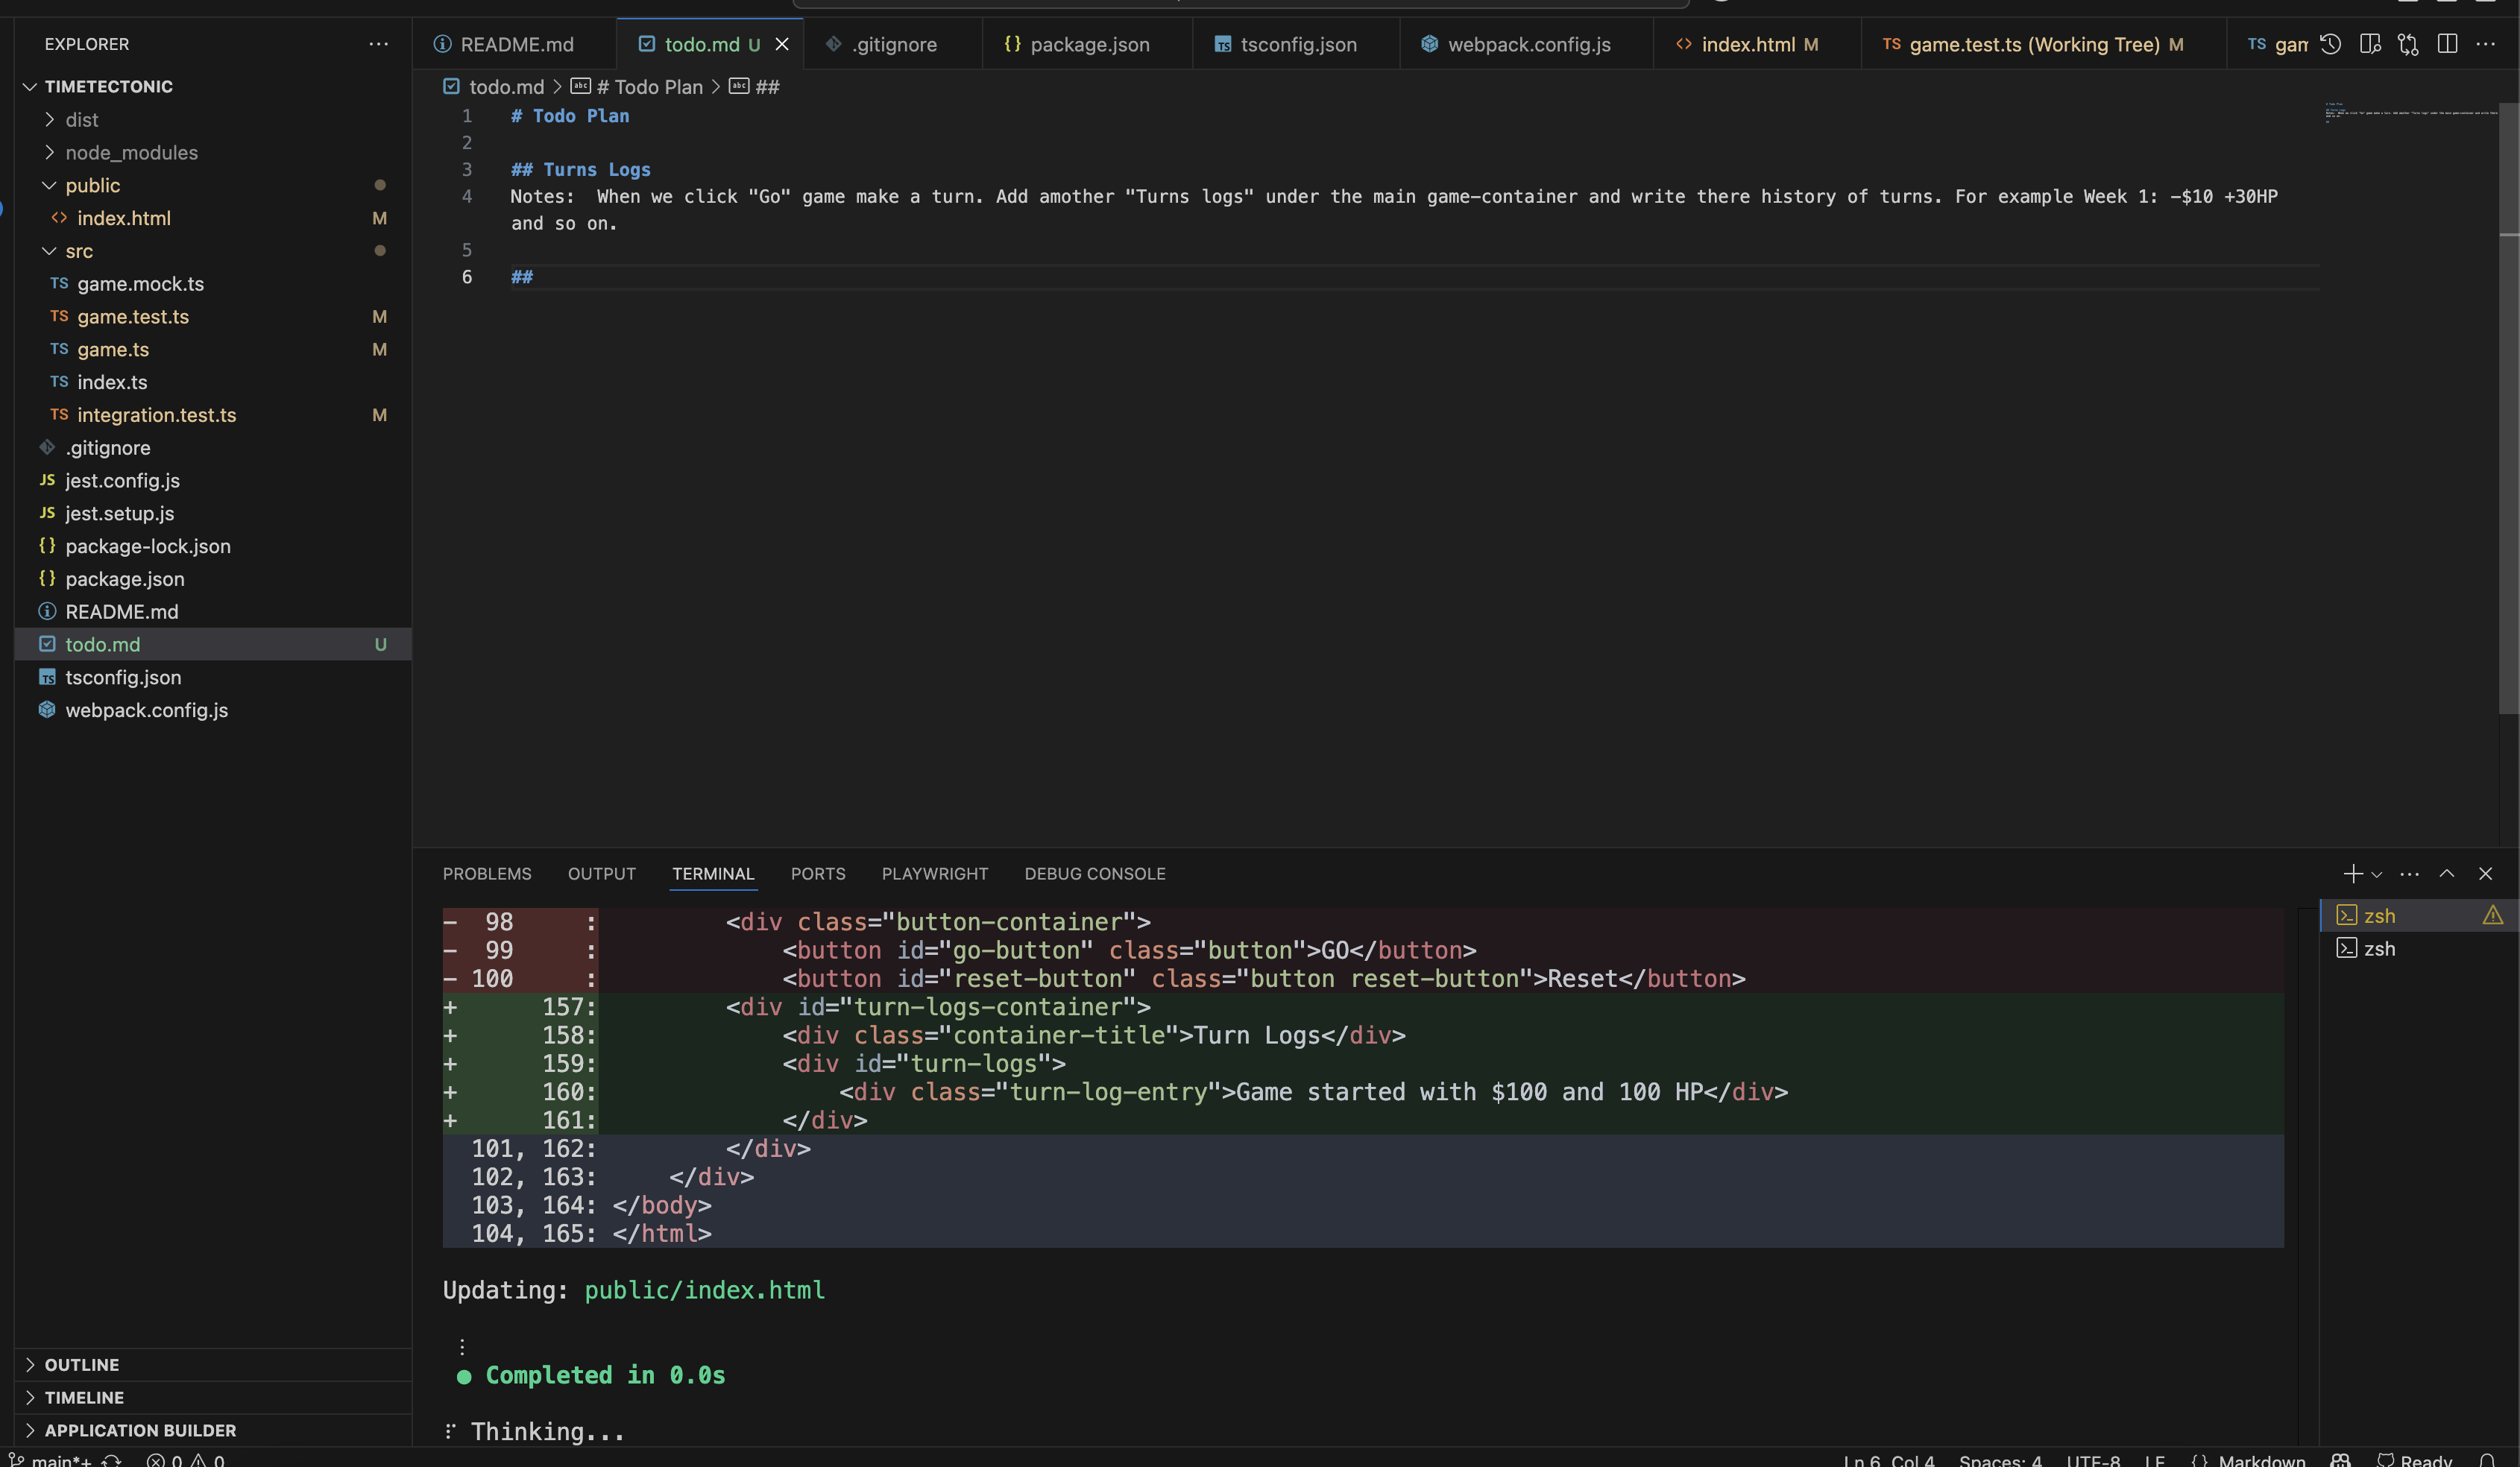 EXPLORER
TIMETECTONIC
dist
node_modules
public
index.html M
src
game.mock.ts
game.test.ts M
game.ts M
index.ts
integration.test.ts M
.gitignore
jest.config.js
jest.setup.js
package-lock.json
package.json
README.md
todo.md U
tsconfig.json
webpack.config.js
OUTLINE
TIMELINE
APPLICATION BUILDER
README.md
todo.md U
.gitignore
package.json
tsconfig.json
webpack.config.js
index.html M
game.test.ts (Working Tree) M
gam
todo.md > # Todo Plan > ##
1 # Todo Plan
2
3 ## Turns Logs
4 Notes:  When we click "Go" game make a turn. Add amother "Turns logs" under the main game-container and write there history of turns. For example Week 1: -$10 +30HP
and so on.
5
6 ##
PROBLEMS OUTPUT TERMINAL PORTS PLAYWRIGHT DEBUG CONSOLE
zsh
zsh
- 98 : <div class="button-container">
- 99 : <button id="go-button" class="button">GO</button>
- 100 : <button id="reset-button" class="button reset-button">Reset</button>
+ 157: <div id="turn-logs-container">
+ 158: <div class="container-title">Turn Logs</div>
+ 159: <div id="turn-logs">
+ 160: <div class="turn-log-entry">Game started with $100 and 100 HP</div>
+ 161: </div>
101, 162: </div>
102, 163: </div>
103, 164: </body>
104, 165: </html>
Updating: public/index.html
Completed in 0.0s
Thinking...
main*+ 0 0 Ln 6, Col 4 Spaces: 4 UTF-8 LF {} Markdown Ready